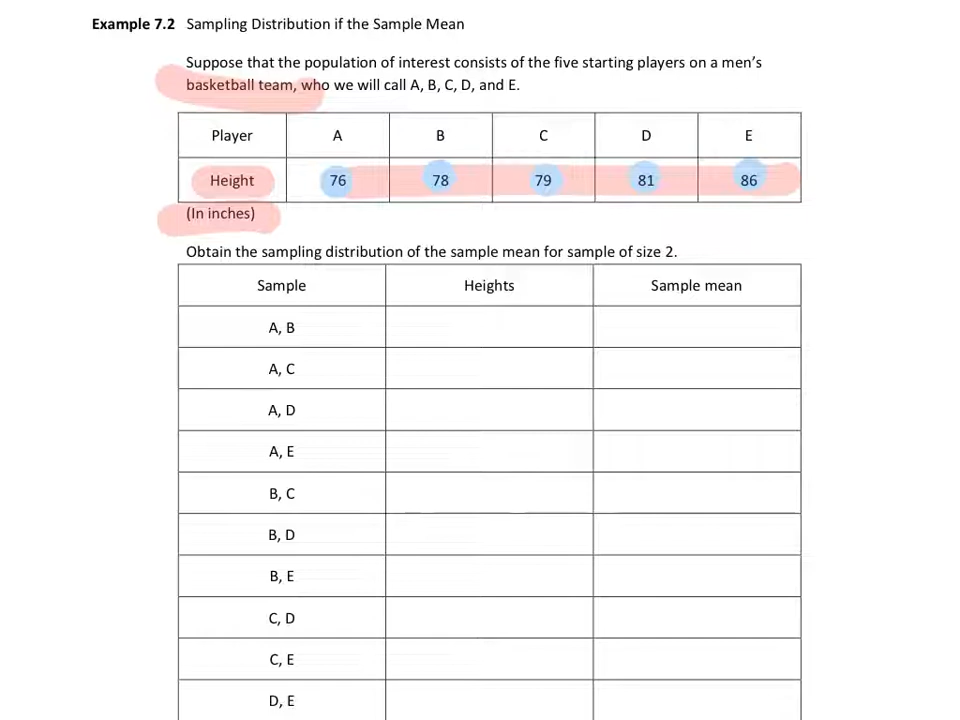 Example 7.2 Sampling Distribution if the Sample Mean
Suppose that the population of interest consists of the five starting players on a men's
basketball team, who we will call A, B, C, D, and E.
Player A B C D E
Height 76 78 79 81 86
(In inches)
Obtain the sampling distribution of the sample mean for sample of size 2.
Sample Heights Sample mean
A, B
A, C
A, D
A, E
B, C
B, D
B, E
C, D
C, E
D, E